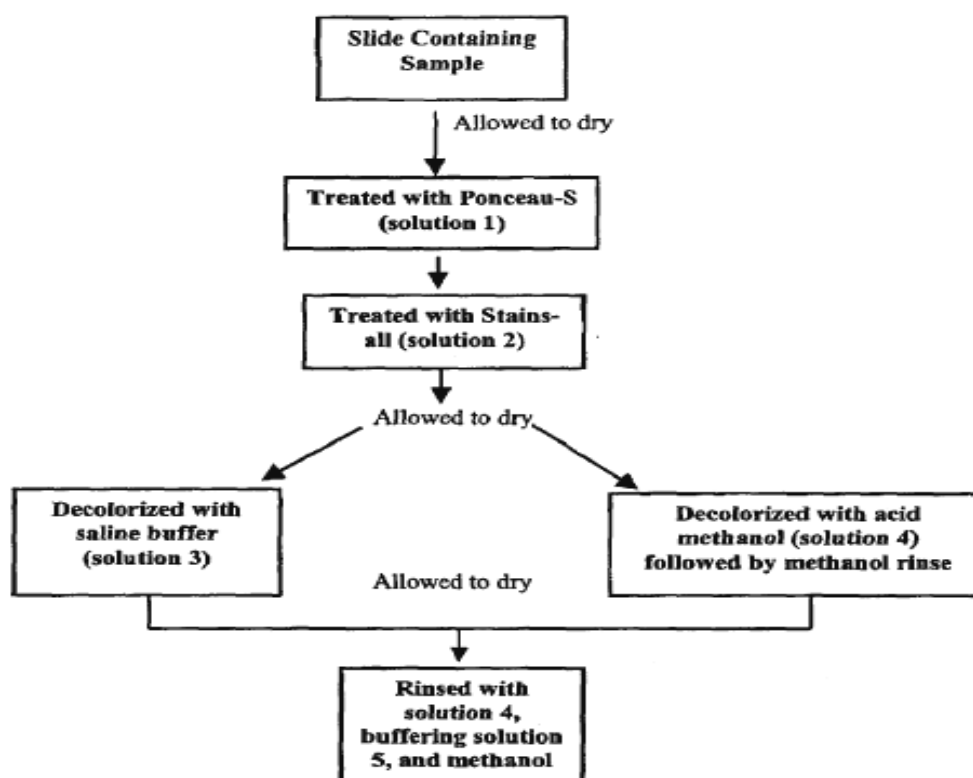 Slide Containing
Sample
Allowed to dry
Treated with Ponceau-S
(solution 1)
Treated with Stains-
all (solution 2)
Allowed to dry
Decolorized with
saline buffer
(solution 3)
Decolorized with acid
methanol (solution 4)
followed by methanol rinse
Allowed to dry
Rinsed with
solution 4,
buffering solution
5, and methanol